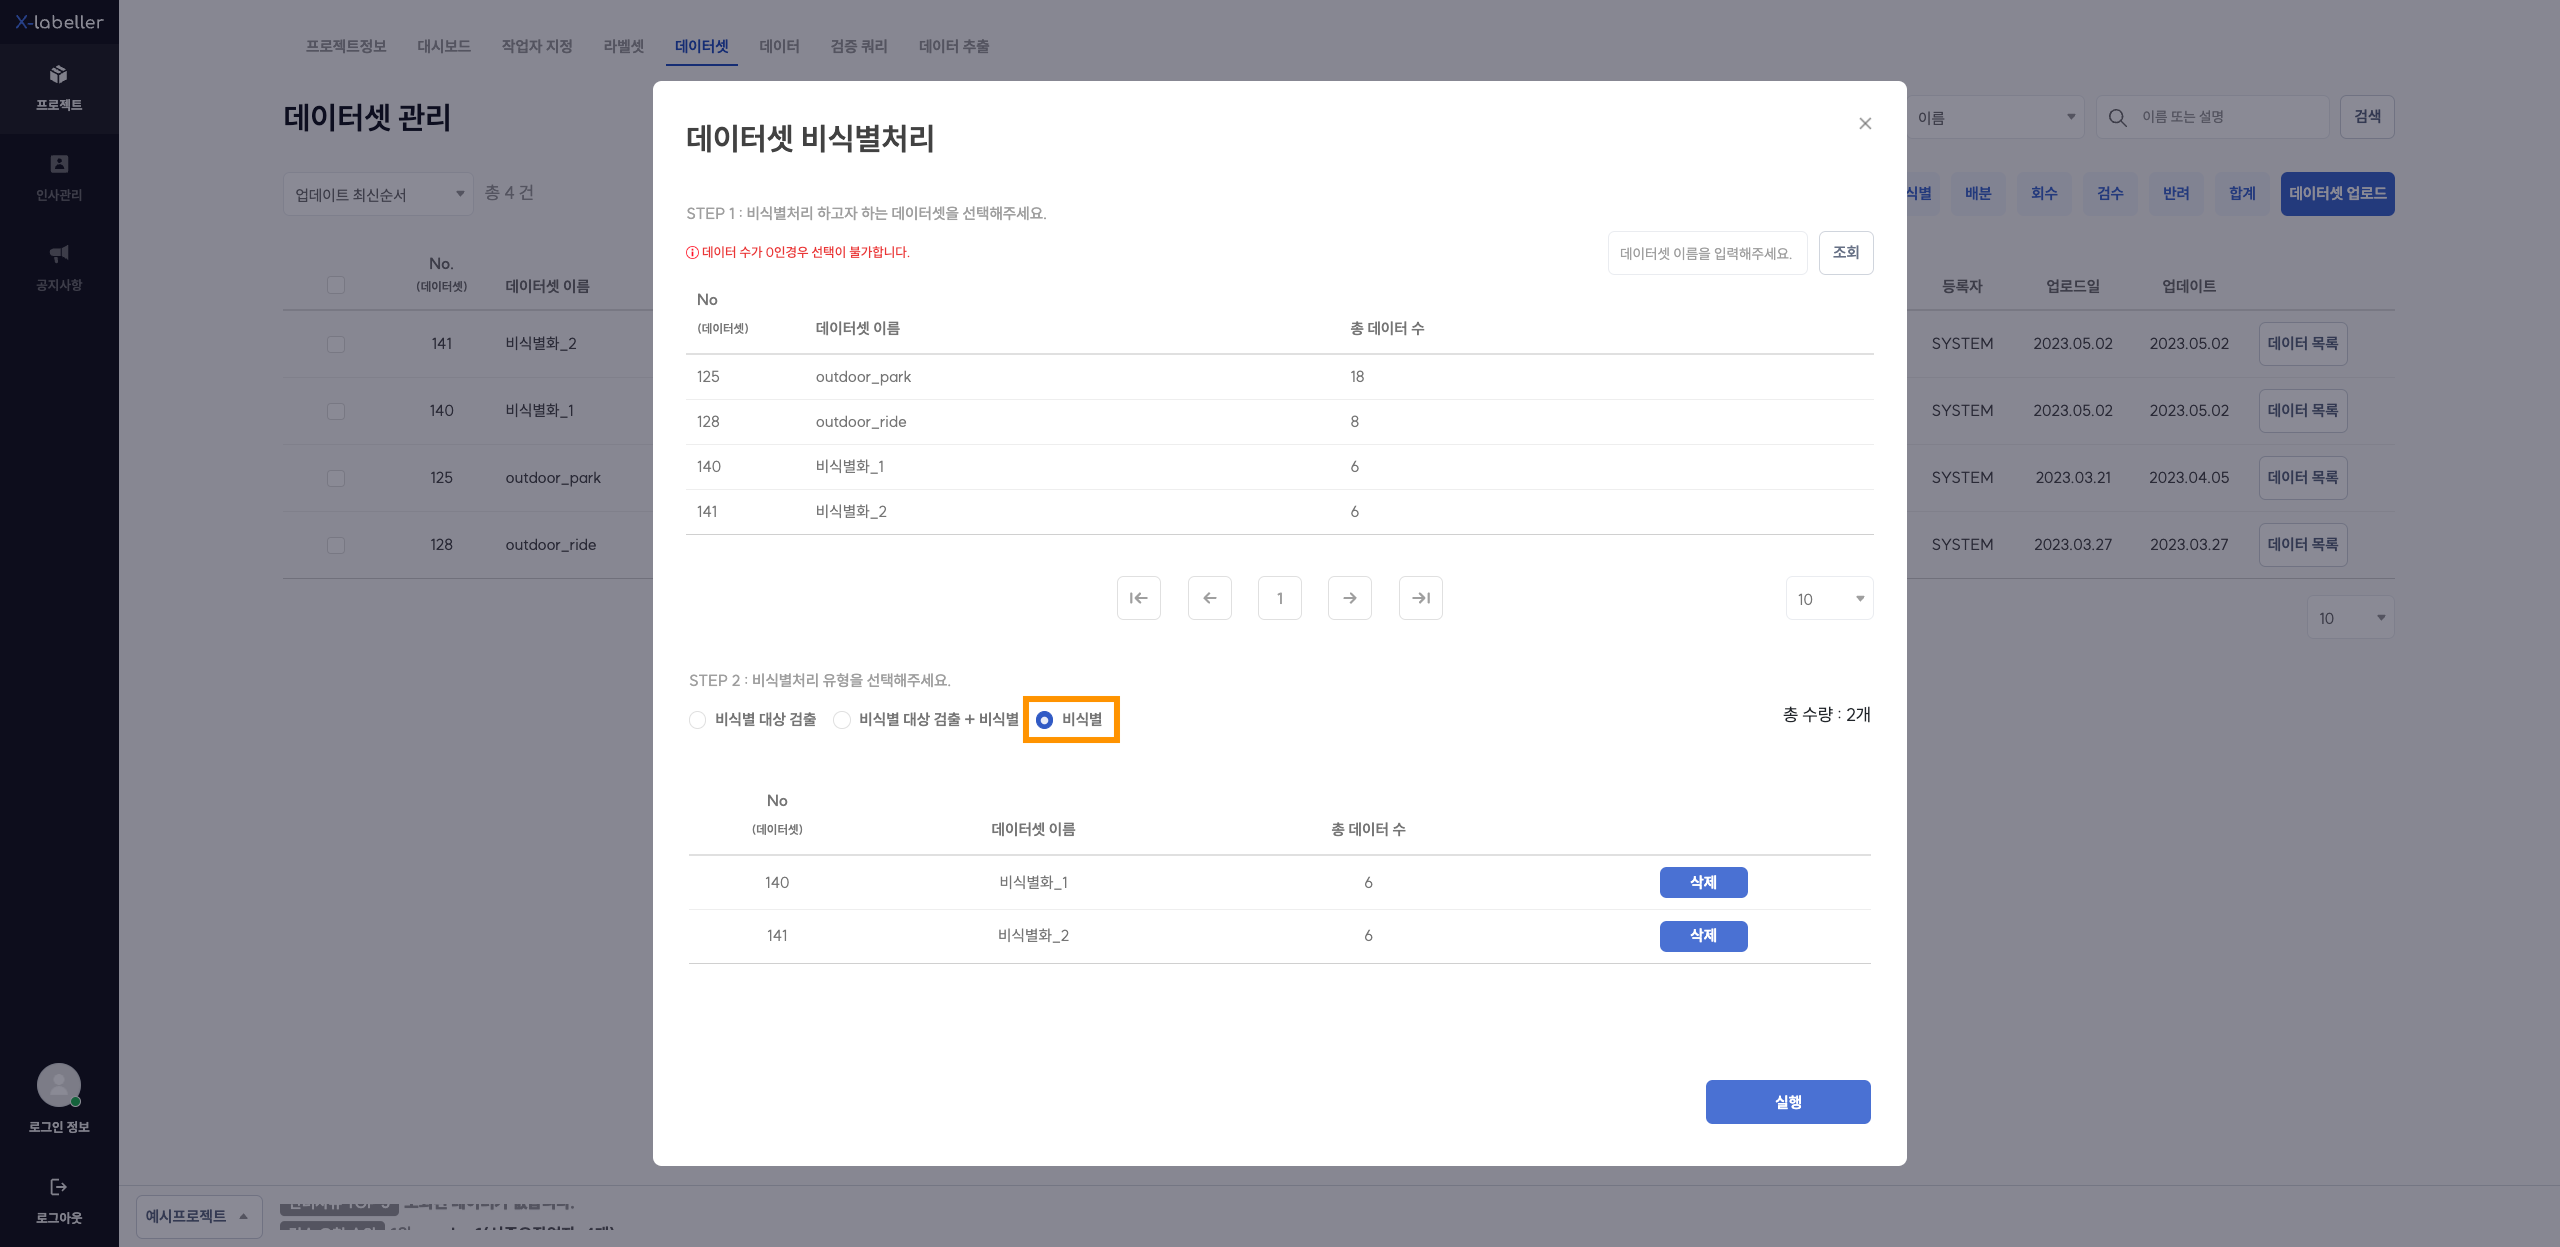 X-labeller
프로젝트
인사관리
공지사항
로그인 정보
로그아웃
프로젝트정보 대시보드 작업자 지정 라벨셋 데이터셋 데이터 검증 쿼리 데이터 추출
데이터셋 관리
이름 이름 또는 설명 검색
업데이트 최신순서 총 4 건
식별 배분 회수 검수 반려 합계 데이터셋 업로드
No.
(데이터셋) 데이터셋 이름 등록자 업로드일 업데이트
141 비식별화_2 SYSTEM 2023.05.02 2023.05.02 데이터 목록
140 비식별화_1 SYSTEM 2023.05.02 2023.05.02 데이터 목록
125 outdoor_park SYSTEM 2023.03.21 2023.04.05 데이터 목록
128 outdoor_ride SYSTEM 2023.03.27 2023.03.27 데이터 목록
10
데이터셋 비식별처리
STEP 1 : 비식별처리 하고자 하는 데이터셋을 선택해주세요.
데이터 수가 0인경우 선택이 불가합니다.
데이터셋 이름을 입력해주세요. 조회
No
(데이터셋) 데이터셋 이름 총 데이터 수
125 outdoor_park 18
128 outdoor_ride 8
140 비식별화_1 6
141 비식별화_2 6
1 10
STEP 2 : 비식별처리 유형을 선택해주세요.
비식별 대상 검출 비식별 대상 검출 + 비식별 비식별
총 수량 : 2개
No
(데이터셋) 데이터셋 이름 총 데이터 수
140 비식별화_1 6 삭제
141 비식별화_2 6 삭제
실행
예시프로젝트